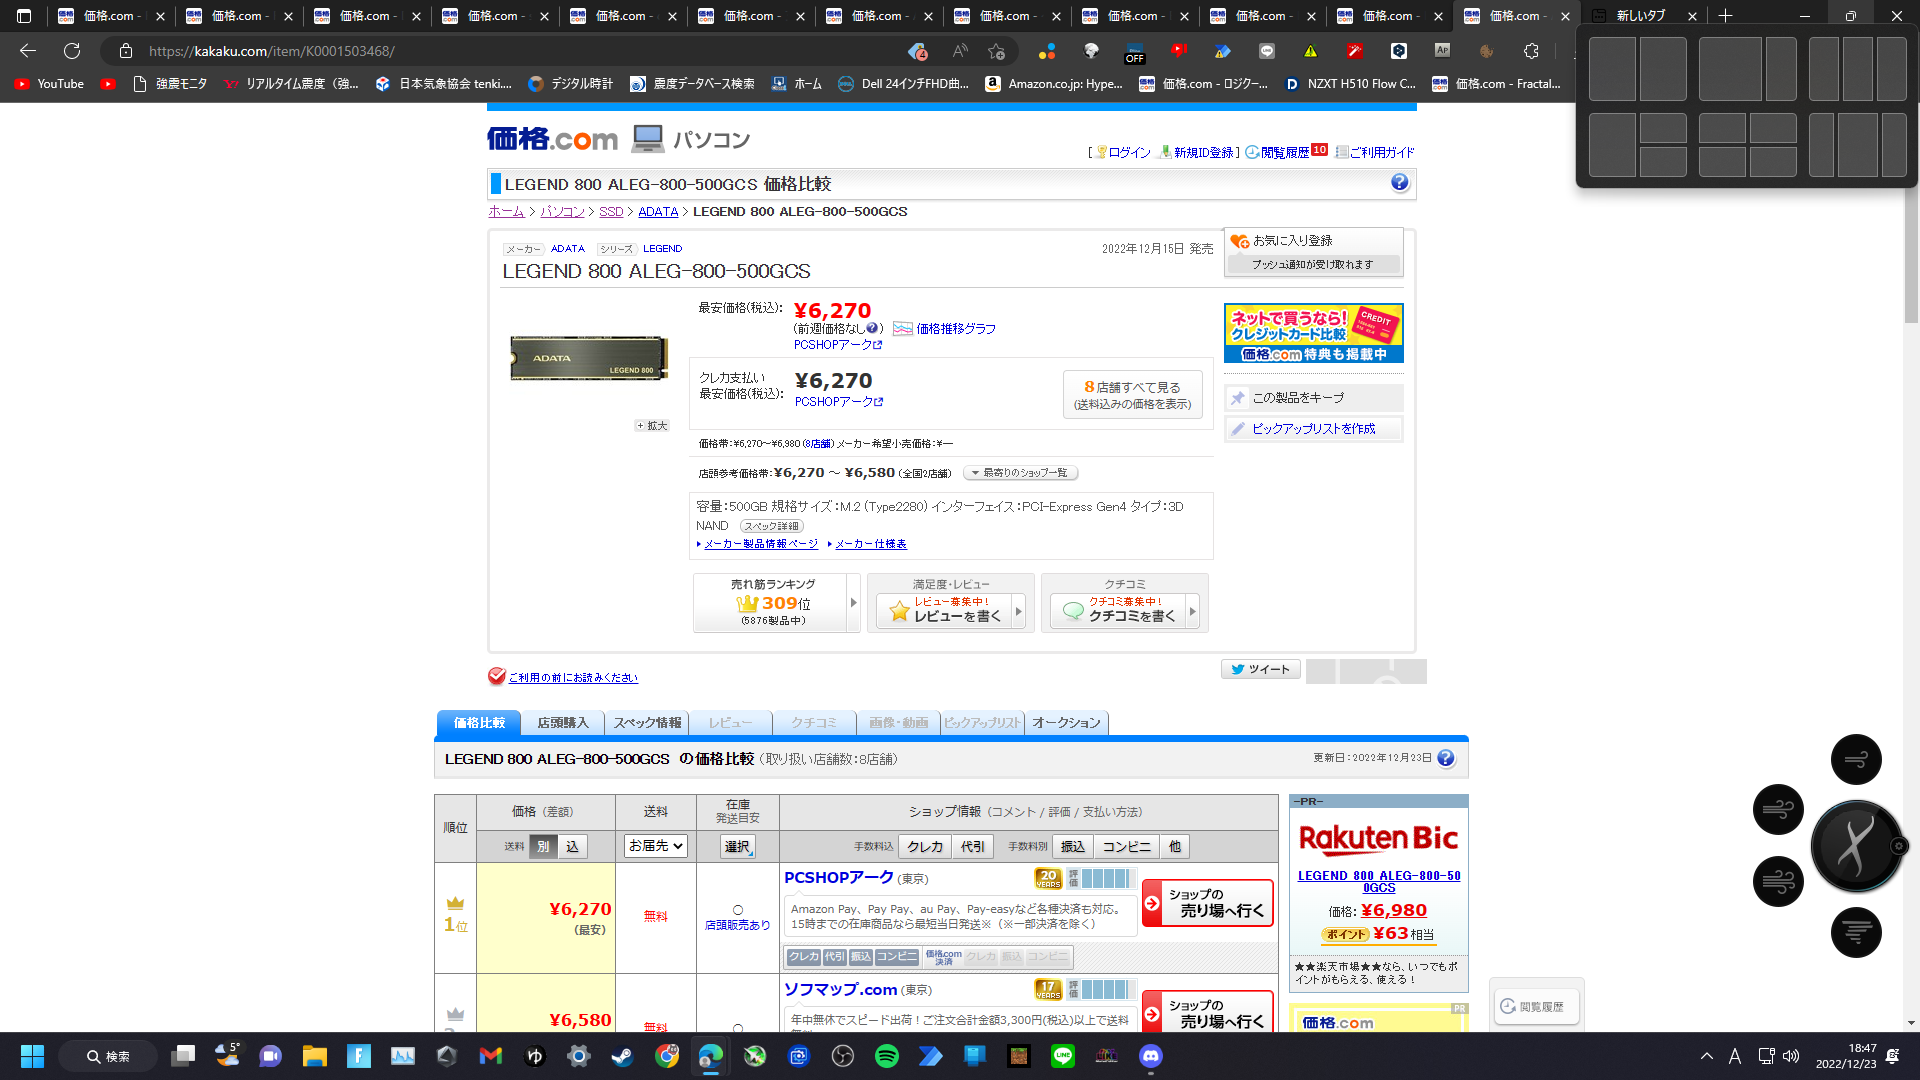 価格.com -
価格.com -
価格.com -
価格.com -
価格.com -
価格.com -
価格.com -
価格.com -
価格.com -
価格.com -
価格.com -
価格.com -
新しいタブ
https://kakaku.com/item/K0001503468/
4
OFF
AP
YouTube
強震モニタ
リアルタイム震度（強...
日本気象協会 tenki....
デジタル時計
震度データベース検索
ホーム
Dell 24インチFHD曲...
Amazon.co.jp: Hype...
価格.com - ロジクー...
NZXT H510 Flow C...
価格.com - Fractal...
価格.com パソコン
[ ログイン 新規ID登録 ] 閲覧履歴 10 ご利用ガイド
LEGEND 800 ALEG-800-500GCS 価格比較
ホーム > パソコン > SSD > ADATA > LEGEND 800 ALEG-800-500GCS
メーカー ADATA シリーズ LEGEND
2022年12月15日 発売
LEGEND 800 ALEG-800-500GCS
お気に入り登録
プッシュ通知が受け取れます
ADATA
LEGEND 800
+ 拡大
最安価格(税込)： ¥6,270
(前週価格なし) 価格推移グラフ
PCSHOPアーク
クレカ支払い
最安価格(税込)： ¥6,270
PCSHOPアーク
8店舗すべて見る
(送料込みの価格を表示)
価格帯：¥6,270～¥6,980 (8店舗) メーカー希望小売価格：¥―
店頭参考価格帯：¥6,270 ～ ¥6,580 (全国2店舗) 最寄りのショップ一覧
容量：500GB 規格サイズ：M.2 (Type2280) インターフェイス：PCI-Express Gen4 タイプ：3D
NAND スペック詳細
メーカー製品情報ページ メーカー仕様表
売れ筋ランキング
309位
(5876製品中)
満足度・レビュー
レビュー募集中！
レビューを書く
クチコミ
クチコミ募集中！
クチコミを書く
ネットで買うなら！
クレジットカード比較
CREDIT
価格.com 特典も掲載中
この製品をキープ
ピックアップリストを作成
ご利用の前にお読みください
ツイート
価格比較
店頭購入
スペック情報
レビュー
クチコミ
画像・動画
ピックアップリスト
オークション
LEGEND 800 ALEG-800-500GCS の価格比較 (取り扱い店舗数：8店舗)
更新日：2022年12月23日
順位
価格 (差額)
送料
在庫
発送目安
ショップ情報 (コメント / 評価 / 支払い方法)
送料 別 込
お届先
選択
手数料込 クレカ 代引 手数料別 振込 コンビニ 他
1位
¥6,270
(最安)
無料
○
店頭販売あり
PCSHOPアーク (東京)
20 YEARS
評価
Amazon Pay、Pay Pay、au Pay、Pay-easyなど各種決済も対応。
15時までの在庫商品なら最短当日発送※（※一部決済を除く）
クレカ 代引 振込 コンビニ 価格.com 決済 クレカ 振込 コンビニ
ショップの
売り場へ行く
¥6,580
無料
○
ソフマップ.com (東京)
17 YEARS
評価
年中無休でスピード出荷！ご注文合計金額3,300円(税込)以上で送料
ショップの
売り場へ行く
-PR-
Rakuten Bic
LEGEND 800 ALEG-800-50
0GCS
価格: ¥6,980
ポイント ¥63相当
★★楽天市場★★なら、いつでもポ
イントがもらえる、使える！
PR
価格.com
閲覧履歴
検索
5°
A
18:47
2022/12/23